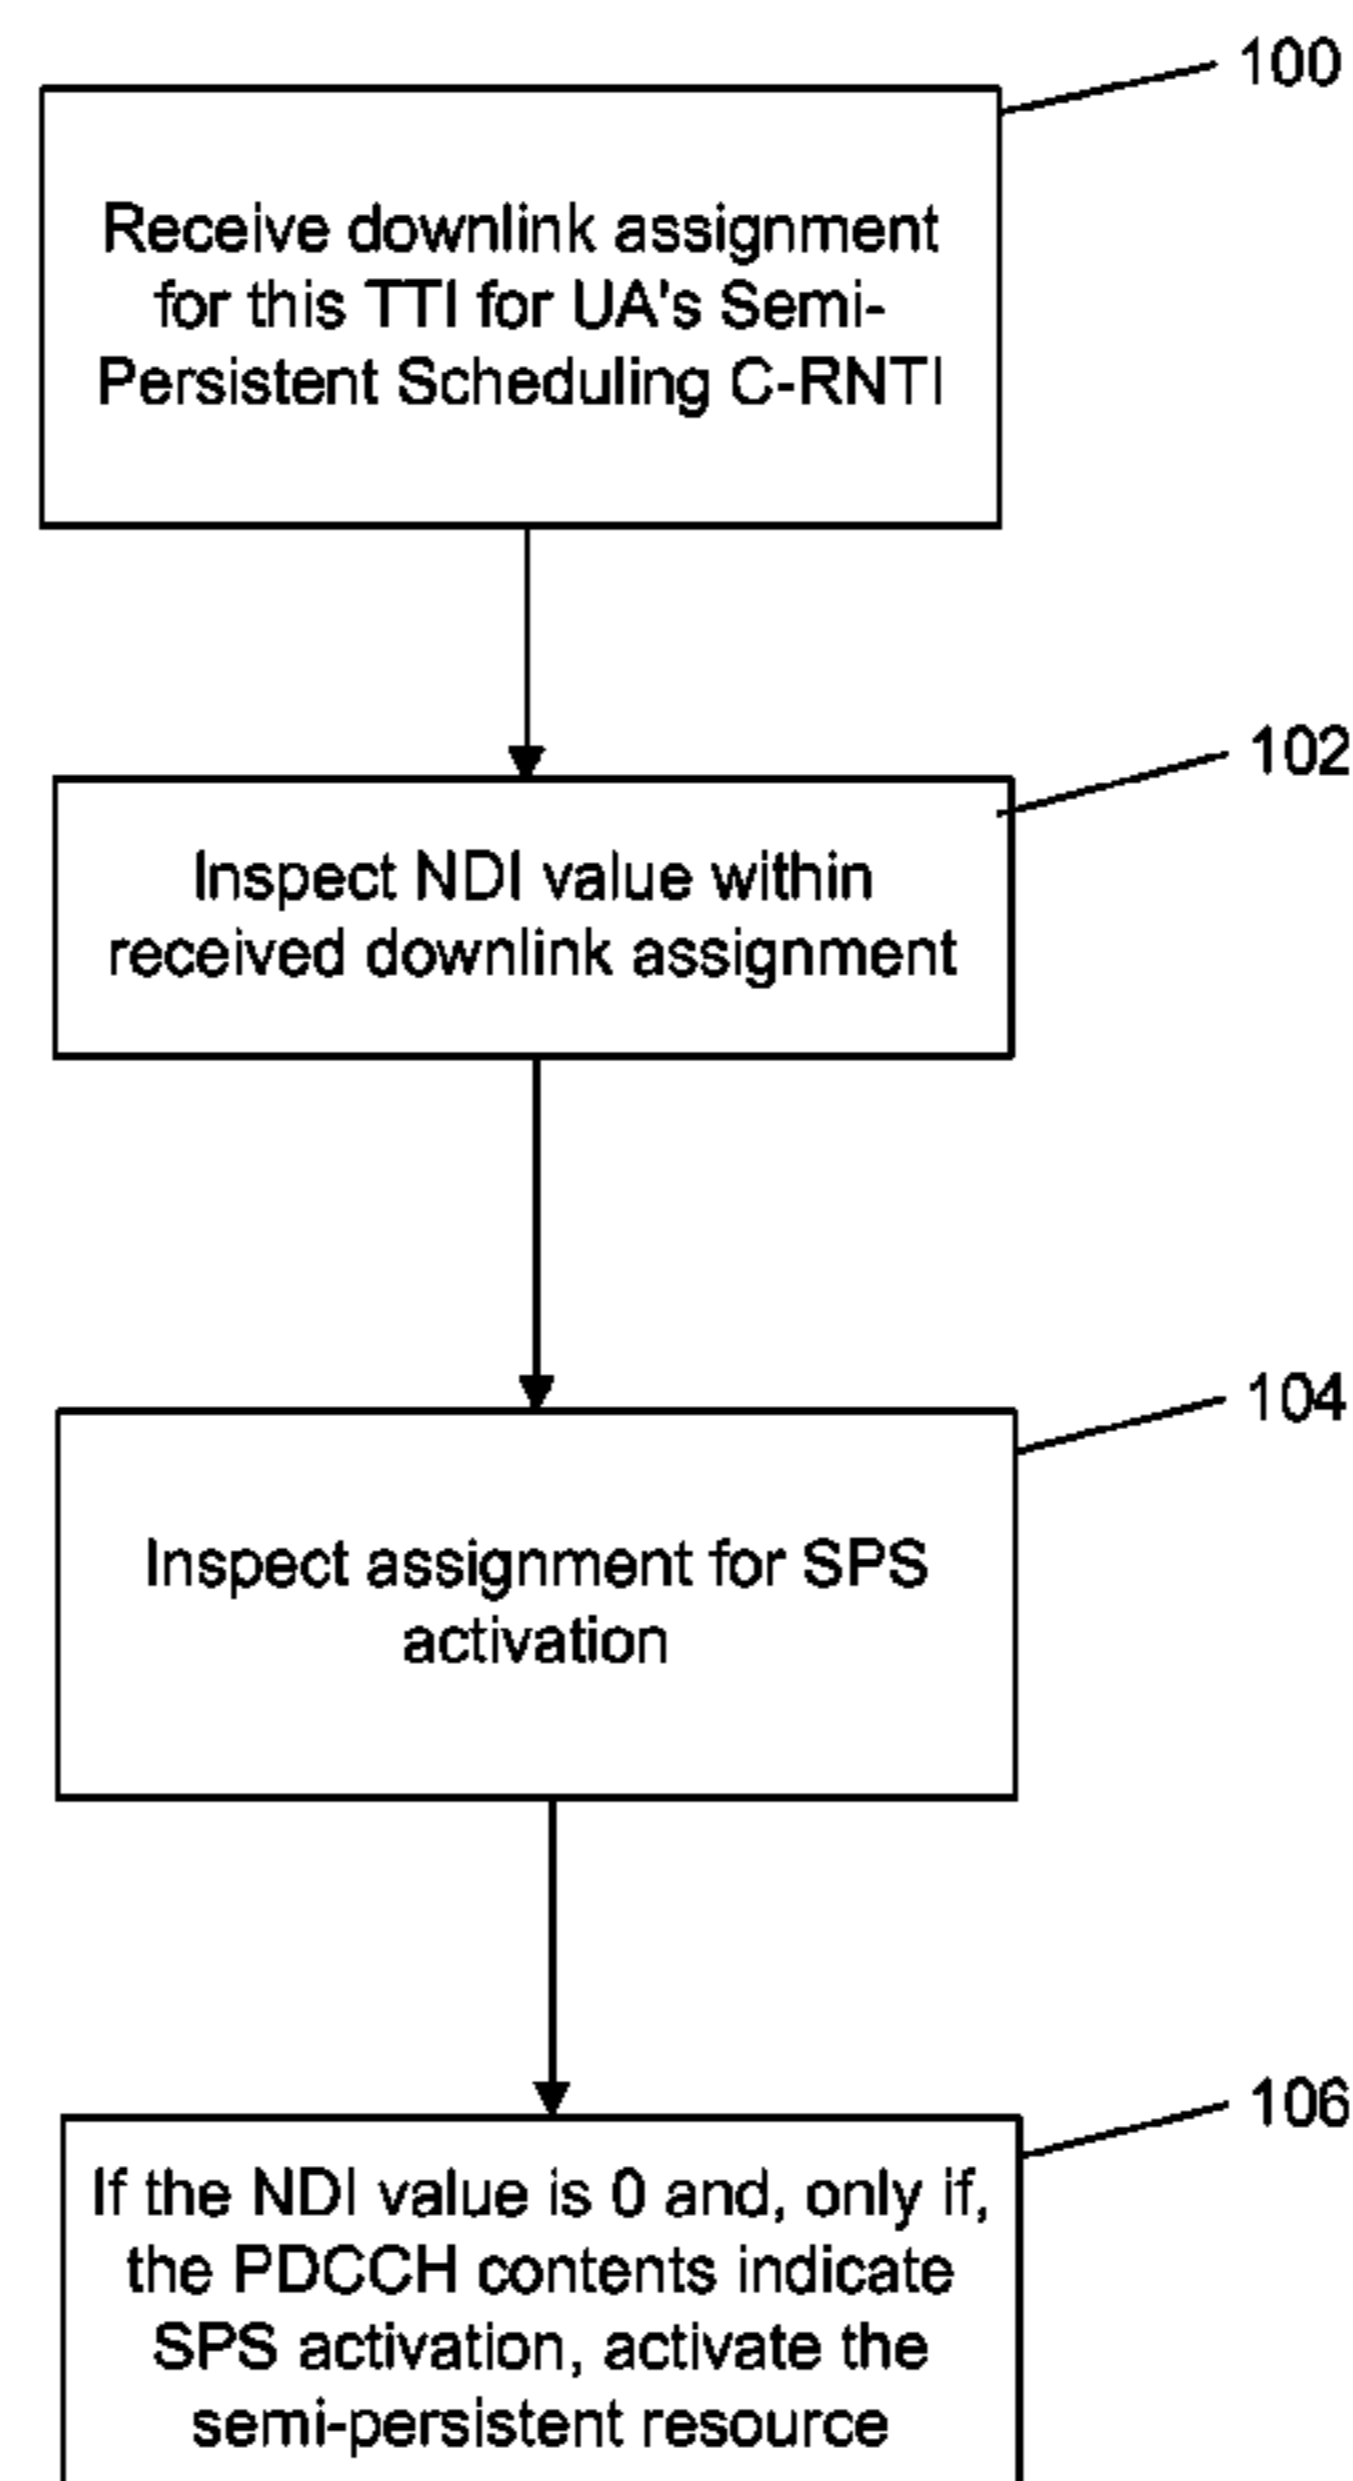 100
Receive downlink assignment
for this TTI for UA's Semi-
Persistent Scheduling C-RNTI
102
Inspect NDI value within
received downlink assignment
104
Inspect assignment for SPS
activation
106
If the NDI value is 0 and, only if,
the PDCCH contents indicate
SPS activation, activate the
semi-persistent resource